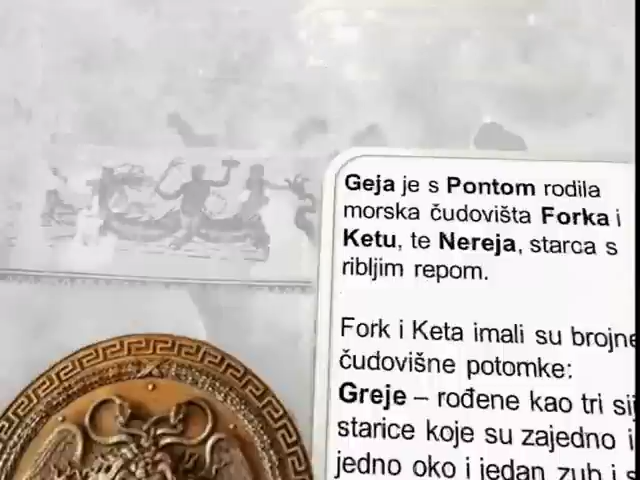 Geja je s Pontom rodila
morska čudovišta Forka i
Ketu, te Nereja, starca s
ribljim repom.
Fork i Keta imali su brojne
čudovišne potomke:
Greje – rođene kao tri
starice koje su zajedno
jedno oko i jedan zub i